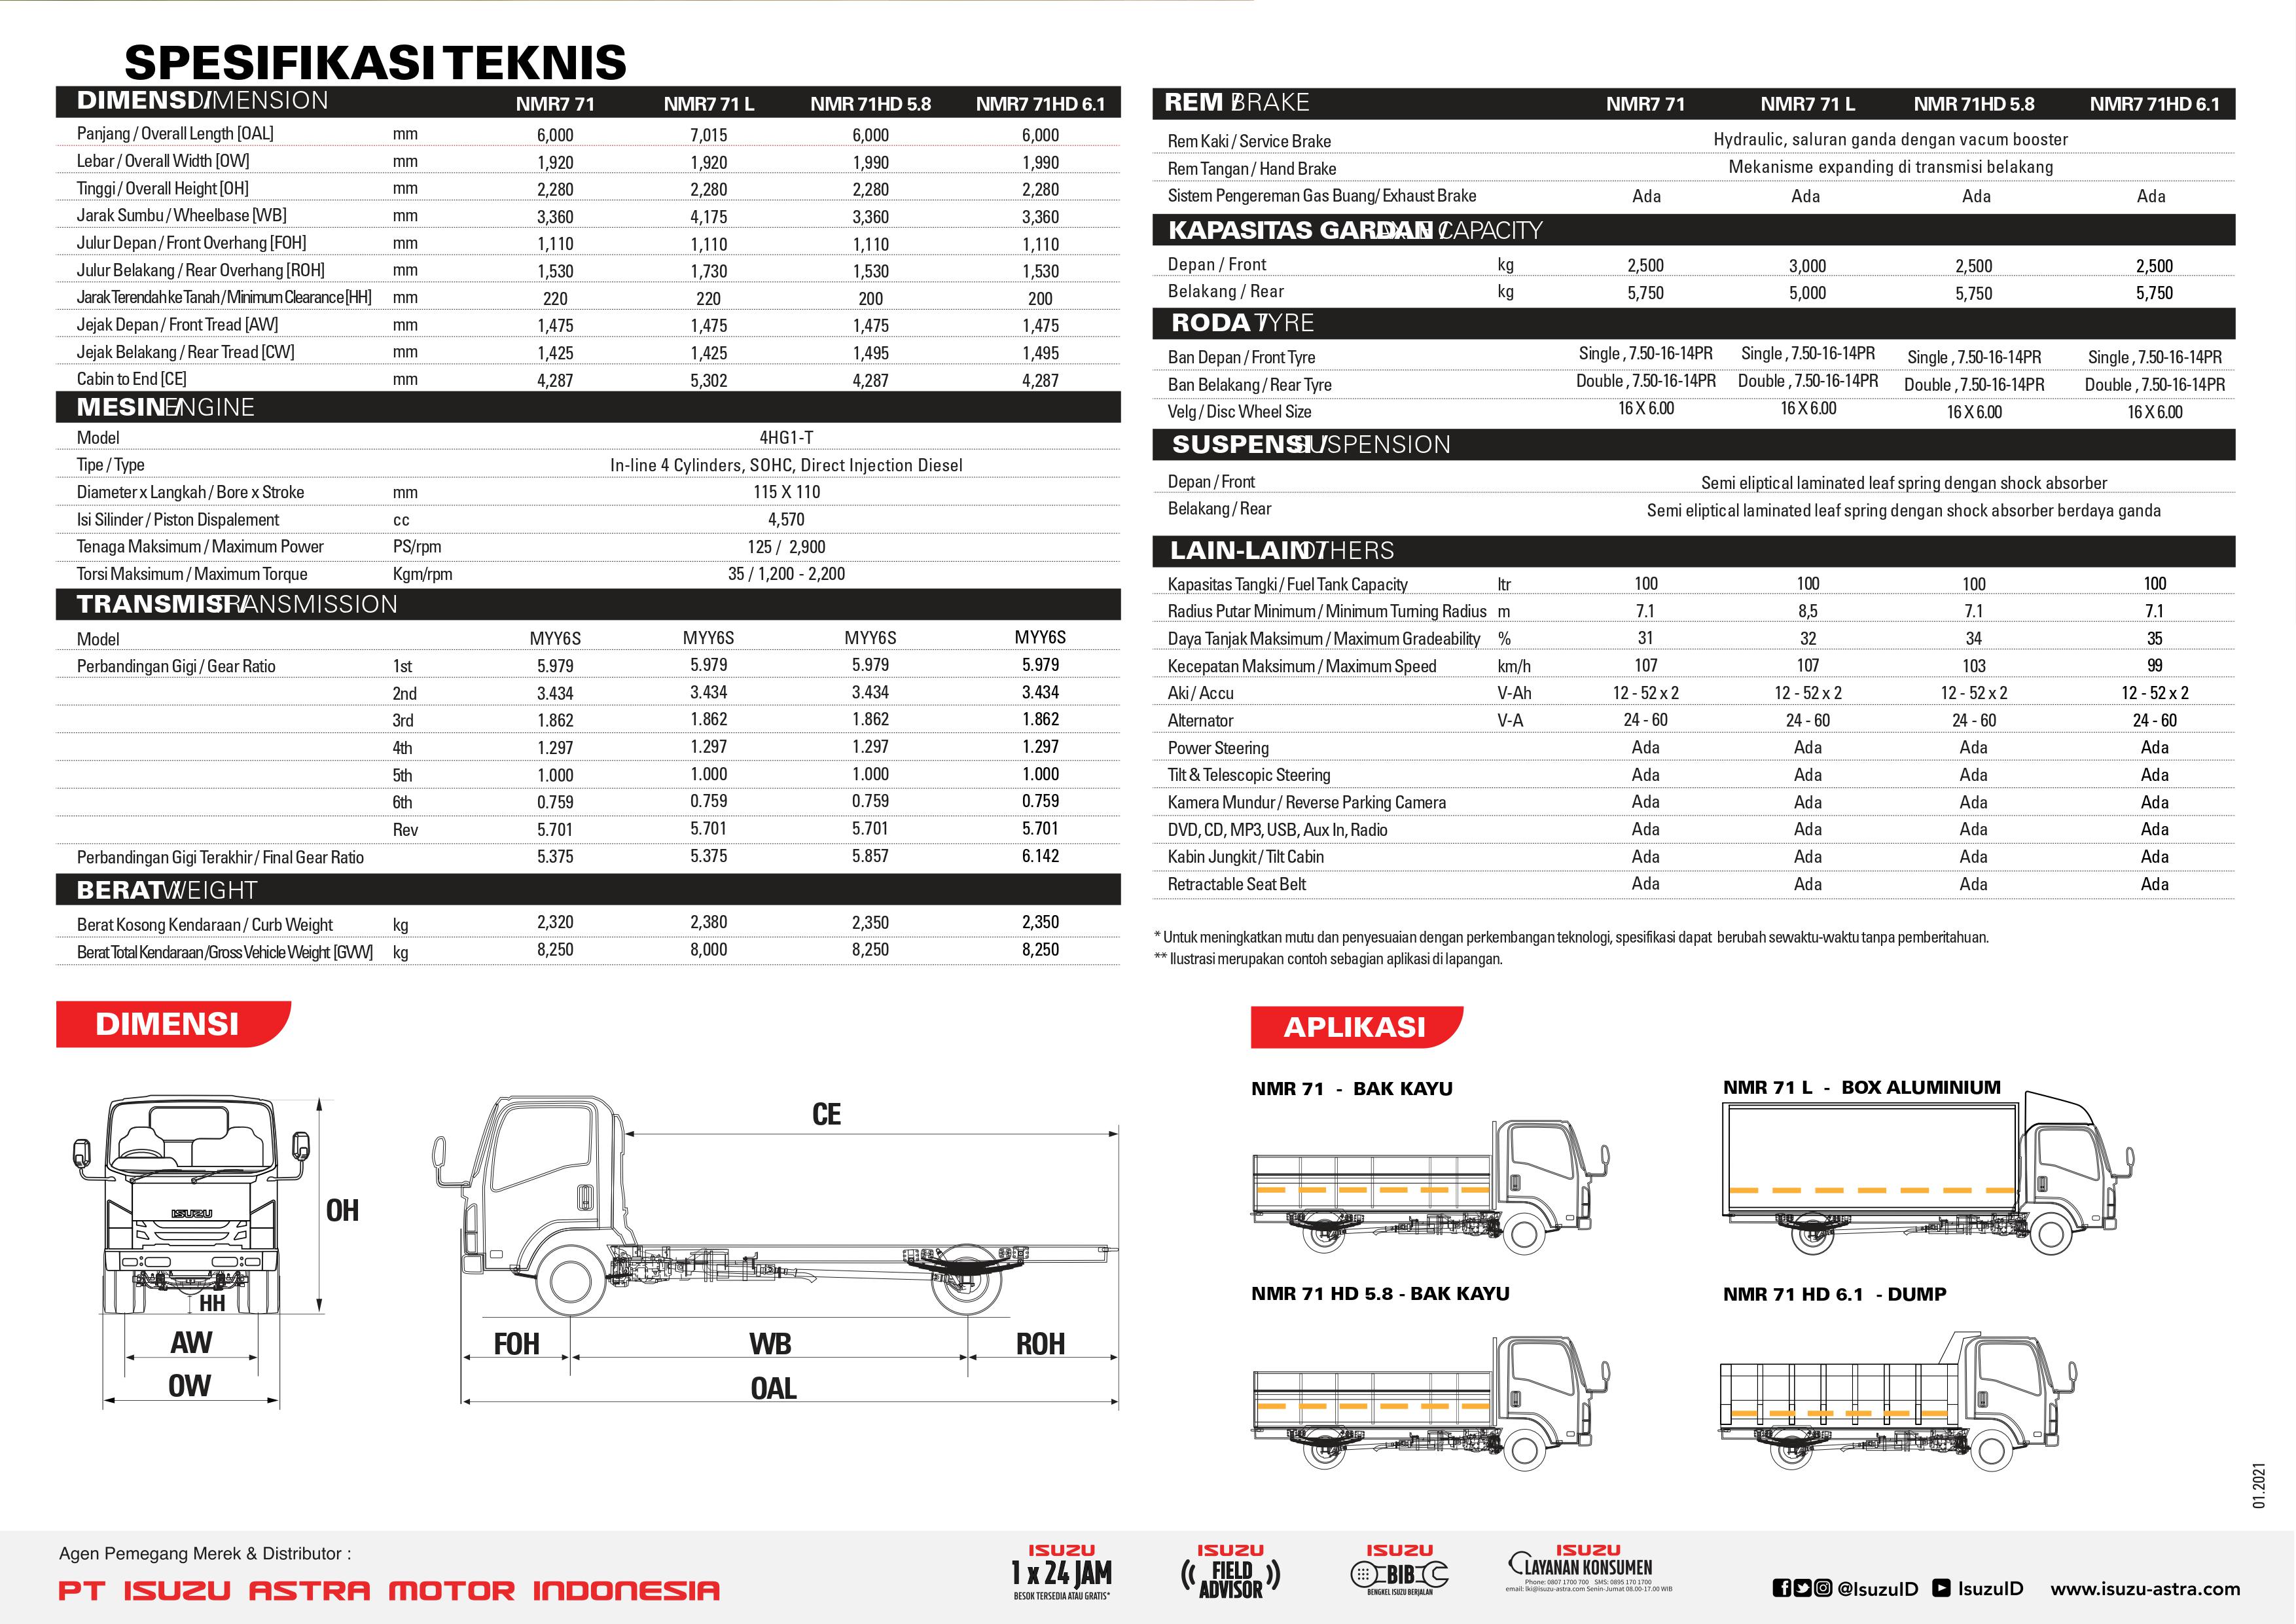 SPESIFIKASI TEKNIS
DIMENSI/DIMENSION NMR7 71 NMR7 71 L NMR 71HD 5.8 NMR7 71HD 6.1
Panjang / Overall Length [OAL] mm 6,000 7,015 6,000 6,000
Lebar / Overall Width [OW] mm 1,920 1,920 1,990 1,990
Tinggi / Overall Height [OH] mm 2,280 2,280 2,280 2,280
Jarak Sumbu / Wheelbase [WB] mm 3,360 4,175 3,360 3,360
Julur Depan / Front Overhang [FOH] mm 1,110 1,110 1,110 1,110
Julur Belakang / Rear Overhang [ROH] mm 1,530 1,730 1,530 1,530
Jarak Terendah ke Tanah / Minimum Clearance [HH] mm 220 220 200 200
Jejak Depan / Front Tread [AW] mm 1,475 1,475 1,475 1,475
Jejak Belakang / Rear Tread [CW] mm 1,425 1,425 1,495 1,495
Cabin to End [CE] mm 4,287 5,302 4,287 4,287
MESIN/ENGINE
Model 4HG1-T
Tipe / Type In-line 4 Cylinders, SOHC, Direct Injection Diesel
Diameter x Langkah / Bore x Stroke mm 115 X 110
Isi Silinder / Piston Dispalement cc 4,570
Tenaga Maksimum / Maximum Power PS/rpm 125 / 2,900
Torsi Maksimum / Maximum Torque Kgm/rpm 35 / 1,200 - 2,200
TRANSMISI/TRANSMISSION
Model MYY6S MYY6S MYY6S MYY6S
Perbandingan Gigi / Gear Ratio 1st 5.979 5.979 5.979 5.979
2nd 3.434 3.434 3.434 3.434
3rd 1.862 1.862 1.862 1.862
4th 1.297 1.297 1.297 1.297
5th 1.000 1.000 1.000 1.000
6th 0.759 0.759 0.759 0.759
Rev 5.701 5.701 5.701 5.701
Perbandingan Gigi Terakhir / Final Gear Ratio 5.375 5.375 5.857 6.142
BERAT/WEIGHT
Berat Kosong Kendaraan / Curb Weight kg 2,320 2,380 2,350 2,350
Berat Total Kendaraan /Gross Vehicle Weight [GVW] kg 8,250 8,000 8,250 8,250
REM/BRAKE NMR7 71 NMR7 71 L NMR 71HD 5.8 NMR7 71HD 6.1
Rem Kaki / Service Brake Hydraulic, saluran ganda dengan vacum booster
Rem Tangan / Hand Brake Mekanisme expanding di transmisi belakang
Sistem Pengereman Gas Buang/ Exhaust Brake Ada Ada Ada Ada
KAPASITAS GARDAN/AXLE CAPACITY
Depan / Front kg 2,500 3,000 2,500 2,500
Belakang / Rear kg 5,750 5,000 5,750 5,750
RODA/TYRE
Ban Depan / Front Tyre Single , 7.50-16-14PR Single , 7.50-16-14PR Single , 7.50-16-14PR Single , 7.50-16-14PR
Ban Belakang / Rear Tyre Double , 7.50-16-14PR Double , 7.50-16-14PR Double , 7.50-16-14PR Double , 7.50-16-14PR
Velg / Disc Wheel Size 16 X 6.00 16 X 6.00 16 X 6.00 16 X 6.00
SUSPENSI/SUSPENSION
Depan / Front Semi eliptical laminated leaf spring dengan shock absorber
Belakang / Rear Semi eliptical laminated leaf spring dengan shock absorber berdaya ganda
LAIN-LAIN/OTHERS
Kapasitas Tangki / Fuel Tank Capacity ltr 100 100 100 100
Radius Putar Minimum / Minimum Turning Radius m 7.1 8,5 7.1 7.1
Daya Tanjak Maksimum / Maximum Gradeability % 31 32 34 35
Kecepatan Maksimum / Maximum Speed km/h 107 107 103 99
Aki / Accu V-Ah 12 - 52 x 2 12 - 52 x 2 12 - 52 x 2 12 - 52 x 2
Alternator V-A 24 - 60 24 - 60 24 - 60 24 - 60
Power Steering Ada Ada Ada Ada
Tilt & Telescopic Steering Ada Ada Ada Ada
Kamera Mundur / Reverse Parking Camera Ada Ada Ada Ada
DVD, CD, MP3, USB, Aux In, Radio Ada Ada Ada Ada
Kabin Jungkit / Tilt Cabin Ada Ada Ada Ada
Retractable Seat Belt Ada Ada Ada Ada
* Untuk meningkatkan mutu dan penyesuaian dengan perkembangan teknologi, spesifikasi dapat berubah sewaktu-waktu tanpa pemberitahuan.
** Ilustrasi merupakan contoh sebagian aplikasi di lapangan.
DIMENSI
ISUZU
HH
AW
OW
OH
CE
FOH WB ROH
OAL
APLIKASI
NMR 71 - BAK KAYU NMR 71 L - BOX ALUMINIUM
NMR 71 HD 5.8 - BAK KAYU NMR 71 HD 6.1 - DUMP
01.2021
Agen Pemegang Merek & Distributor :
PT ISUZU ASTRA MOTOR INDONESIA
ISUZU
1 x 24 JAM
BESOK TERSEDIA ATAU GRATIS*
ISUZU
FIELD
ADVISOR
ISUZU
BIB
BENGKEL ISUZU BERJALAN
ISUZU
LAYANAN KONSUMEN
Phone: 0807 1700 700 SMS: 0895 170 1700
email: lki@isuzu-astra.com Senin-Jumat 08.00-17.00 WIB
@IsuzuID IsuzuID www.isuzu-astra.com